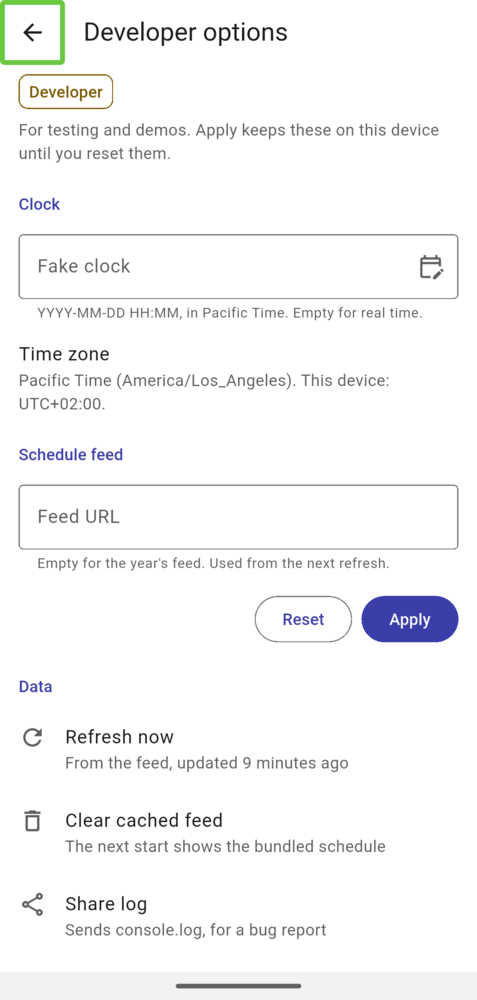 Developer options
Developer
For testing and demos. Apply keeps these on this device
until you reset them.
Clock
Fake clock
YYYY-MM-DD HH:MM, in Pacific Time. Empty for real time.
Time zone
Pacific Time (America/Los_Angeles). This device:
UTC+02:00.
Schedule feed
Feed URL
Empty for the year's feed. Used from the next refresh.
Reset
Apply
Data
Refresh now
From the feed, updated 9 minutes ago
Clear cached feed
The next start shows the bundled schedule
Share log
Sends console.log, for a bug report